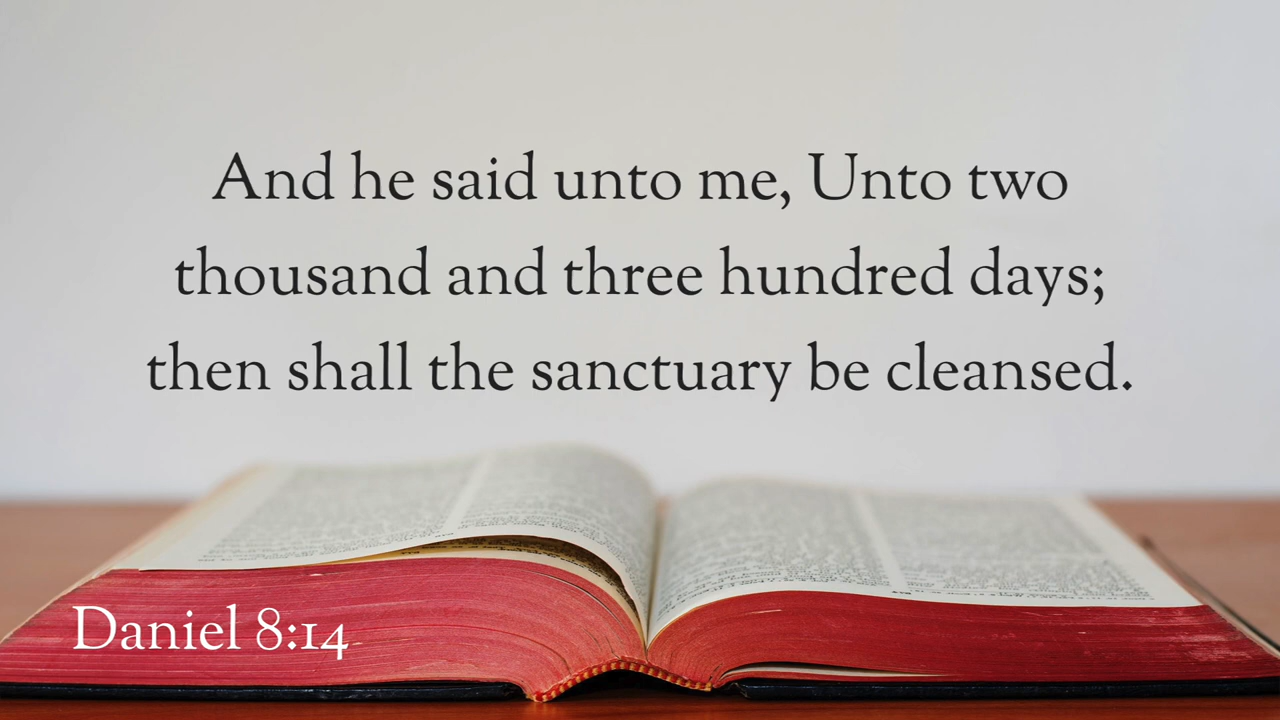 And he said unto me, Unto two
thousand and three hundred days;
then shall the sanctuary be cleansed.
Daniel 8:14